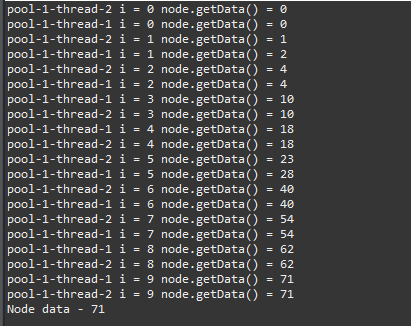 pool-1-thread-2 i = 0 node.getData() = 0
pool-1-thread-1 i = 0 node.getData() = 0
pool-1-thread-2 i = 1 node.getData() = 1
pool-1-thread-1 i = 1 node.getData() = 2
pool-1-thread-2 i = 2 node.getData() = 4
pool-1-thread-1 i = 2 node.getData() = 4
pool-1-thread-1 i = 3 node.getData() = 10
pool-1-thread-2 i = 3 node.getData() = 10
pool-1-thread-1 i = 4 node.getData() = 18
pool-1-thread-2 i = 4 node.getData() = 18
pool-1-thread-2 i = 5 node.getData() = 23
pool-1-thread-1 i = 5 node.getData() = 28
pool-1-thread-2 i = 6 node.getData() = 40
pool-1-thread-1 i = 6 node.getData() = 40
pool-1-thread-2 i = 7 node.getData() = 54
pool-1-thread-1 i = 7 node.getData() = 54
pool-1-thread-1 i = 8 node.getData() = 62
pool-1-thread-2 i = 8 node.getData() = 62
pool-1-thread-1 i = 9 node.getData() = 71
pool-1-thread-2 i = 9 node.getData() = 71
Node data - 71